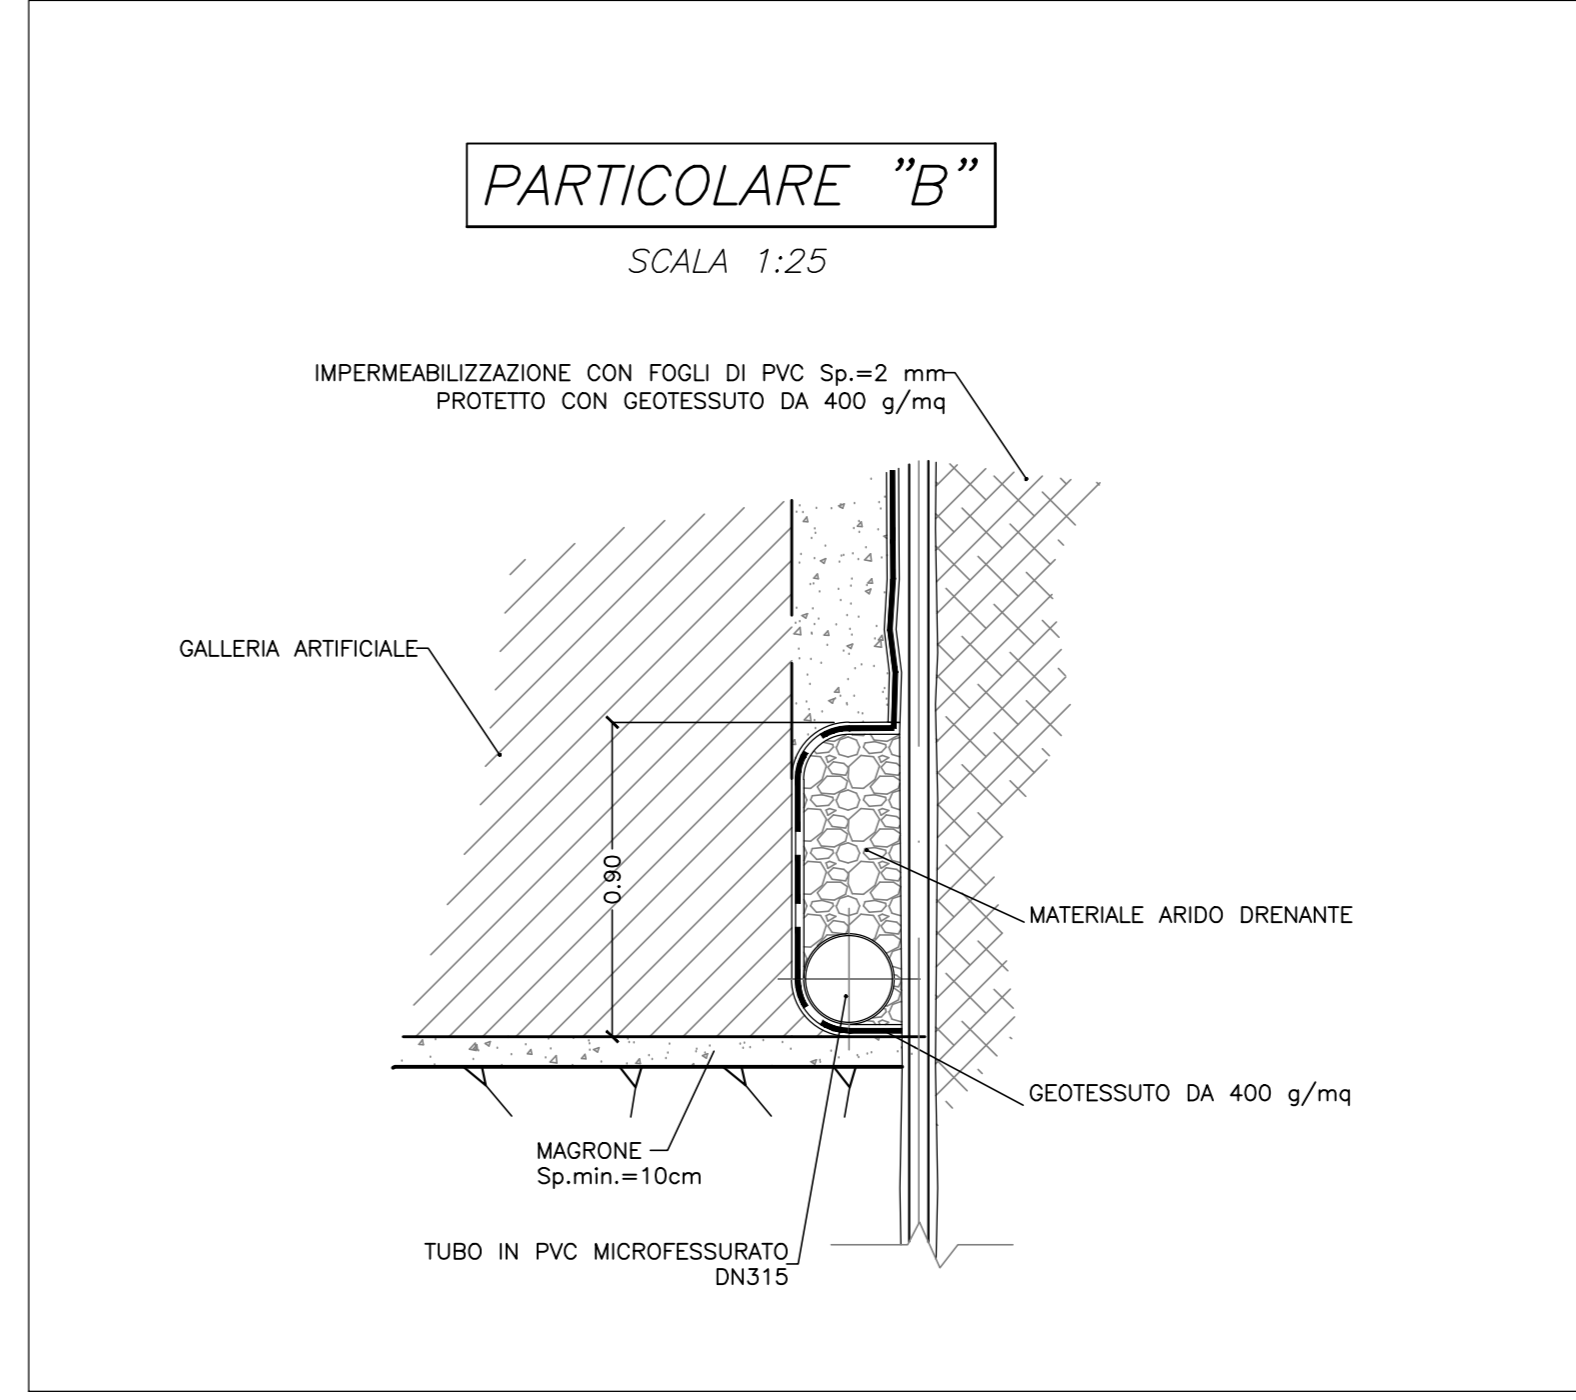 PARTICOLARE "B"
SCALA 1:25
IMPERMEABILIZZAZIONE CON FOGLI DI PVC Sp.=2 mm
PROTETTO CON GEOTESSUTO DA 400 g/mq
GALLERIA ARTIFICIALE
0.90
MATERIALE ARIDO DRENANTE
GEOTESSUTO DA 400 g/mq
MAGRONE
Sp.min.=10cm
TUBO IN PVC MICROFESSURATO
DN315